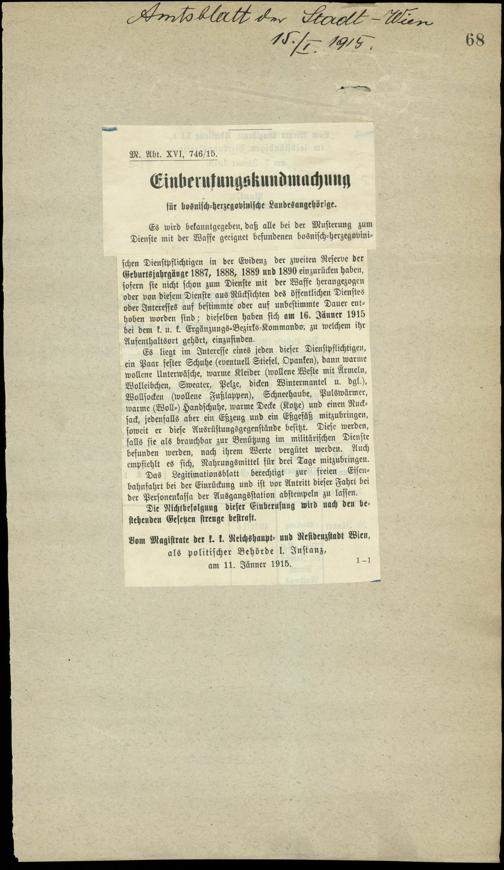 Amtsblatt der Stadt-Wien
15./I. 1915.
68
M. Abt. XVI, 746/15.
Einberufungskundmachung
für bosnisch-herzegovinische Landesangehörige.
Es wird bekanntgegeben, daß alle bei der Musterung zum
Dienste mit der Waffe geeignet befundenen bosnisch-herzegovini-
schen Dienstpflichtigen in der Evidenz der zweiten Reserve der
Geburtsjahrgänge 1887, 1888, 1889 und 1890 einzurücken haben,
sofern sie nicht schon zum Dienste mit der Waffe herangezogen
oder von diesem Dienste aus Rücksichten des öffentlichen Dienstes
oder Interesses auf bestimmte oder auf unbestimmte Dauer ent-
hoben worden sind; dieselben haben sich am 16. Jänner 1915
bei dem k. u. k. Ergänzungs-Bezirks-Kommando, zu welchem ihr
Aufenthaltsort gehört, einzufinden.
Es liegt im Interesse eines jeden dieser Dienstpflichtigen,
ein Paar fester Schuhe (eventuell Stiefel, Opanken), dann warme
wollene Unterwäsche, warme Kleider (wollene Weste mit Ärmeln,
Wolleibchen, Sweater, Pelze, dicken Wintermantel u. dgl.),
Wollsocken (wollene Fußlappen), Schneehaube, Pulswärmer,
warme (Woll-) Handschuhe, warme Decke (Kotze) und einen Ruck-
sack, jedenfalls aber ein Eßzeug und ein Eßgefäß mitzubringen,
soweit er diese Ausrüstungsgegenstände besitzt. Diese werden,
falls sie als brauchbar zur Benützung im militärischen Dienste
befunden werden, nach ihrem Werte vergütet werden. Auch
empfiehlt es sich, Nahrungsmittel für drei Tage mitzubringen.
Das Legitimationsblatt berechtigt zur freien Eisen-
bahnfahrt bei der Einrückung und ist vor Antritt dieser Fahrt bei
der Personenkassa der Ausgangsstation abstempeln zu lassen.
Die Nichtbefolgung dieser Einberufung wird nach den be-
stehenden Gesetzen strenge bestraft.
Vom Magistrate der k. k. Reichshaupt- und Residenzstadt Wien,
als politischer Behörde I. Instanz,
am 11. Jänner 1915.
1-1